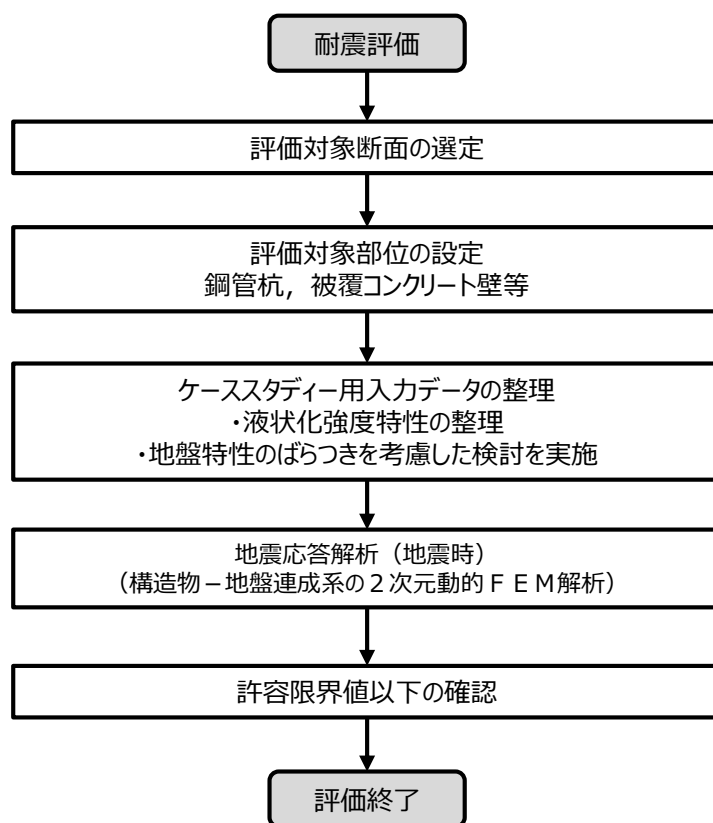 耐震評価
評価対象断面の選定
評価対象部位の設定
鋼管杭，被覆コンクリート壁等
ケーススタディー用入力データの整理
・液状化強度特性の整理
・地盤特性のばらつきを考慮した検討を実施
地震応答解析（地震時）
（構造物－地盤連成系の２次元動的ＦＥＭ解析）
許容限界値以下の確認
評価終了